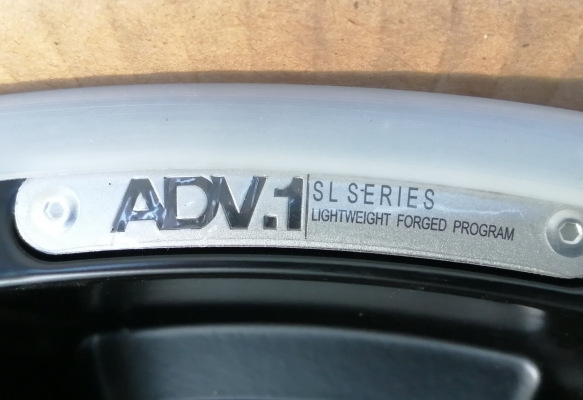 ADV.1
SL SERIES
LIGHTWEIGHT FORGED PROGRAM